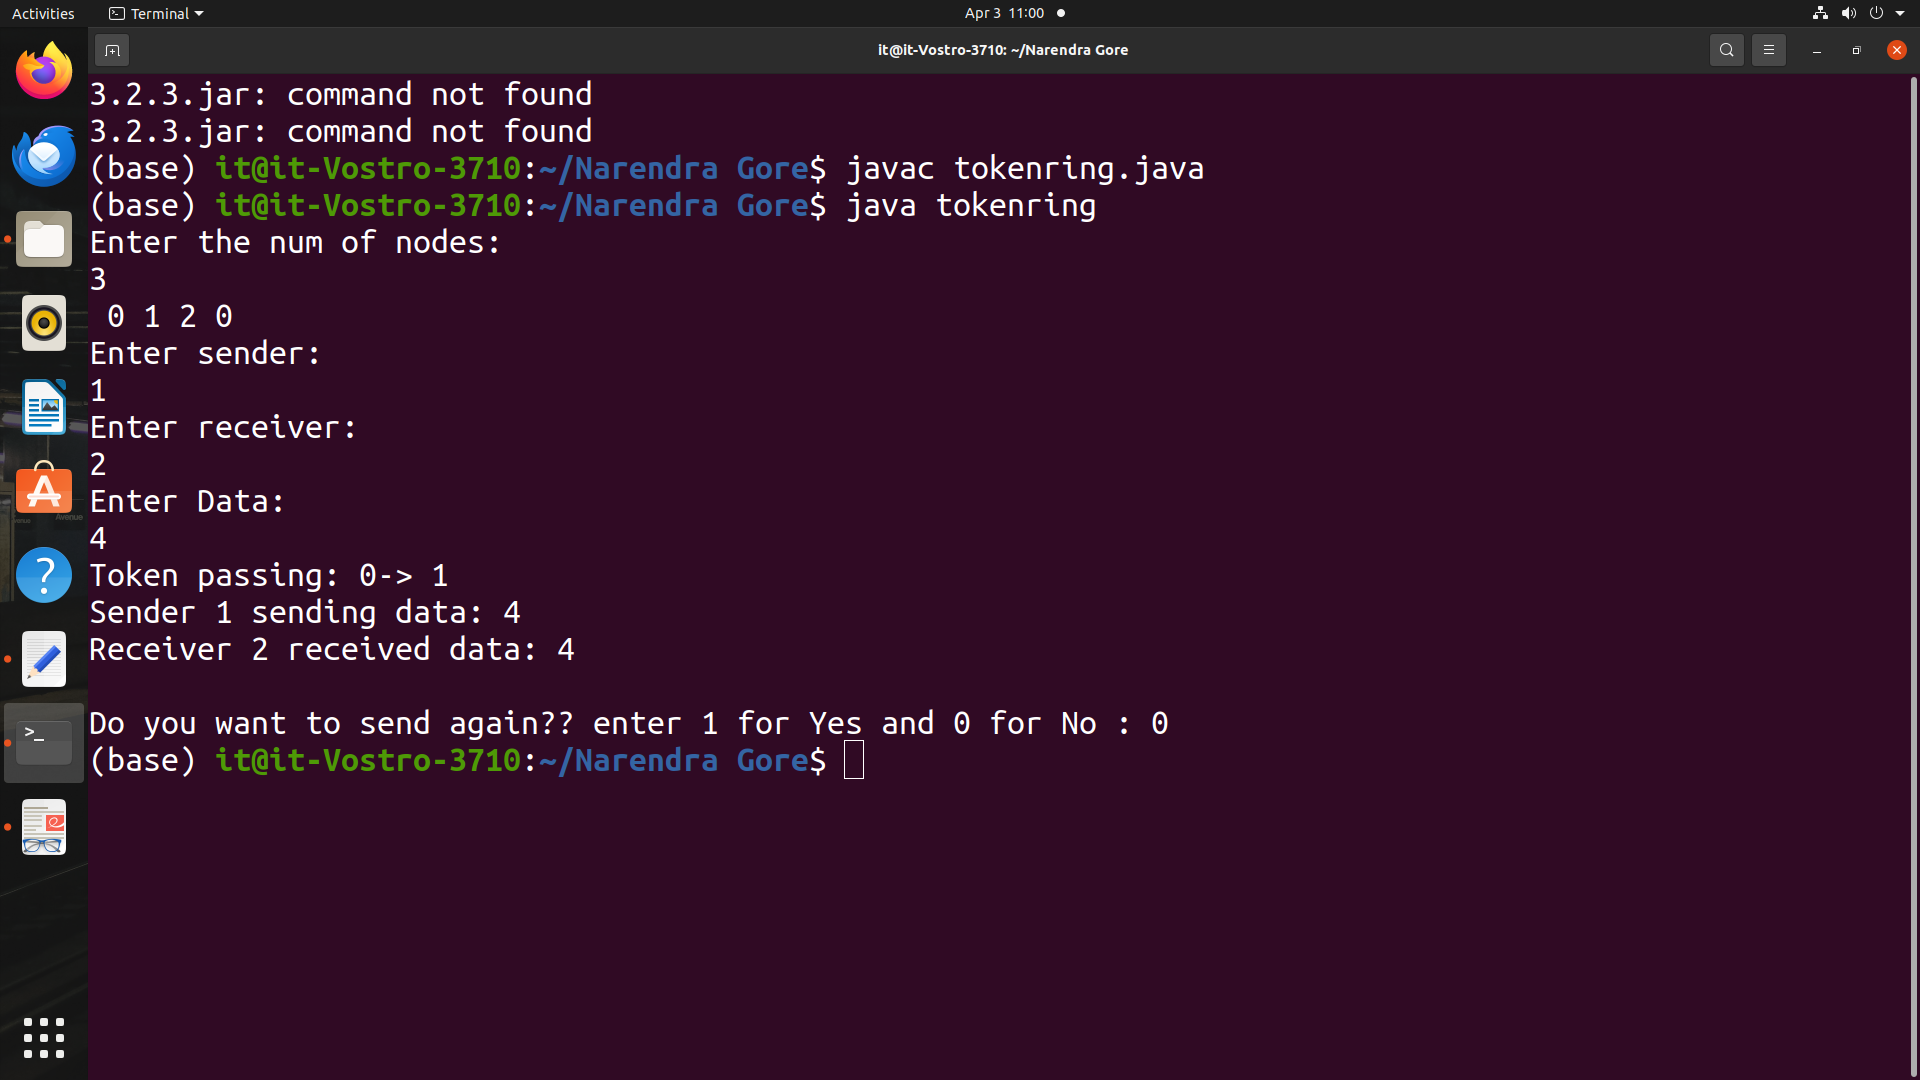 Activities Terminal Apr 3 11:00
it@it-Vostro-3710: ~/Narendra Gore
3.2.3.jar: command not found
3.2.3.jar: command not found
(base) it@it-Vostro-3710:~/Narendra Gore$ javac tokenring.java
(base) it@it-Vostro-3710:~/Narendra Gore$ java tokenring
Enter the num of nodes:
3
0 1 2 0
Enter sender:
1
Enter receiver:
2
Enter Data:
4
Token passing: 0-> 1
Sender 1 sending data: 4
Receiver 2 received data: 4
Do you want to send again?? enter 1 for Yes and 0 for No : 0
(base) it@it-Vostro-3710:~/Narendra Gore$